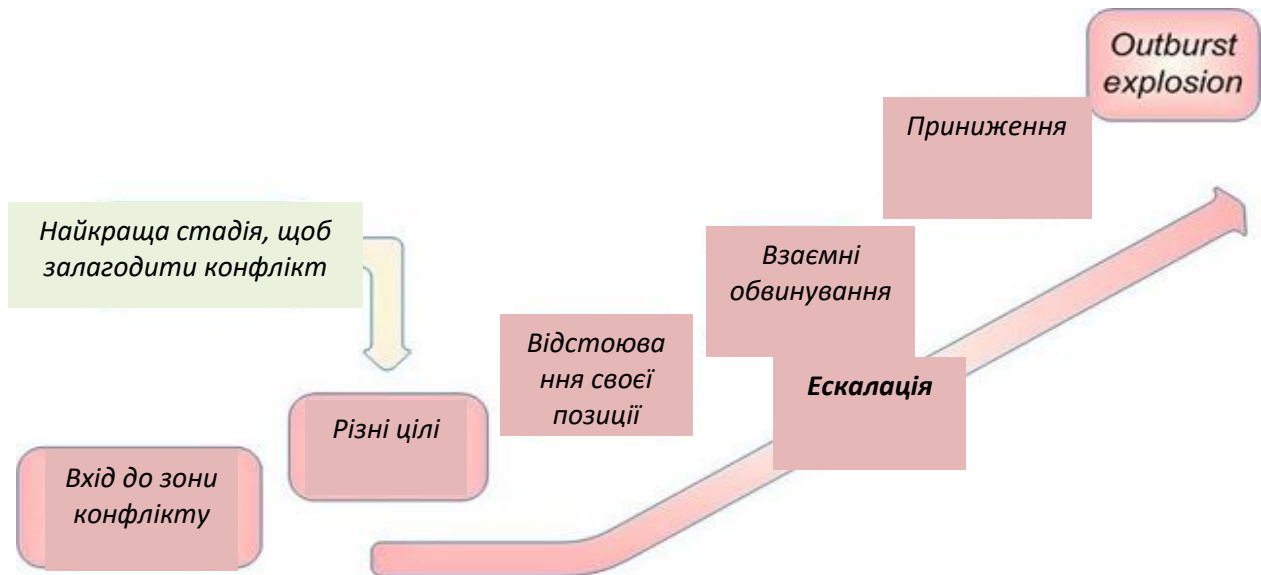 Outburst
explosion
Приниження
Найкраща стадія, щоб
залагодити конфлікт
Взаємні
обвинування
Відстоюва
ння своєї
позиції
Ескалація
Різні цілі
Вхід до зони
конфлікту